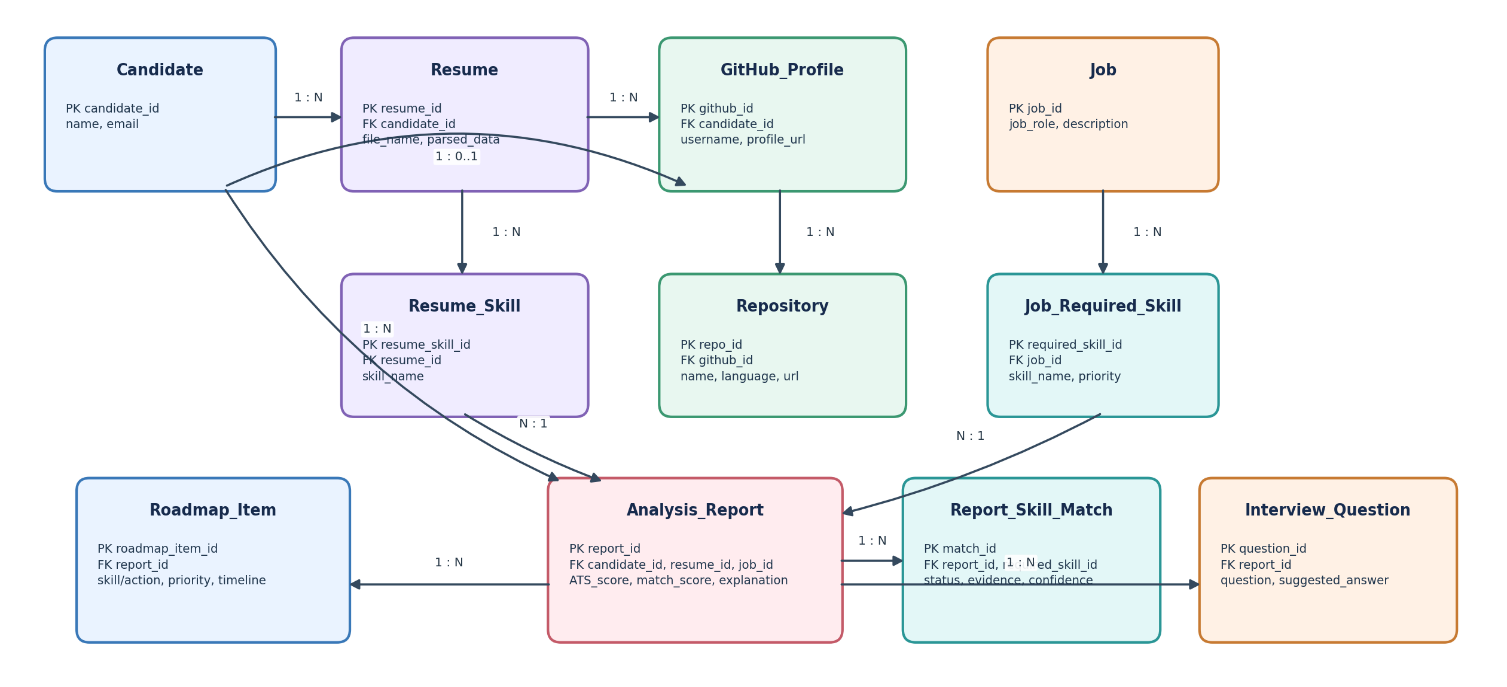 Candidate
PK candidate_id
name, email
1 : N
Resume
PK resume_id
FK candidate_id
file_name, parsed_data
1 : 0..1
1 : N
GitHub_Profile
PK github_id
FK candidate_id
username, profile_url
Job
PK job_id
job_role, description
1 : N
1 : N
1 : N
Resume_Skill
1 : N
PK resume_skill_id
FK resume_id
skill_name
N : 1
Repository
PK repo_id
FK github_id
name, language, url
Job_Required_Skill
PK required_skill_id
FK job_id
skill_name, priority
N : 1
Roadmap_Item
PK roadmap_item_id
FK report_id
skill/action, priority, timeline
1 : N
Analysis_Report
PK report_id
FK candidate_id, resume_id, job_id
ATS_score, match_score, explanation
1 : N
Report_Skill_Match
PK match_id
FK report_id, ed_skill_id
1 : N
status, evidence, confidence
Interview_Question
PK question_id
FK report_id
question, suggested_answer